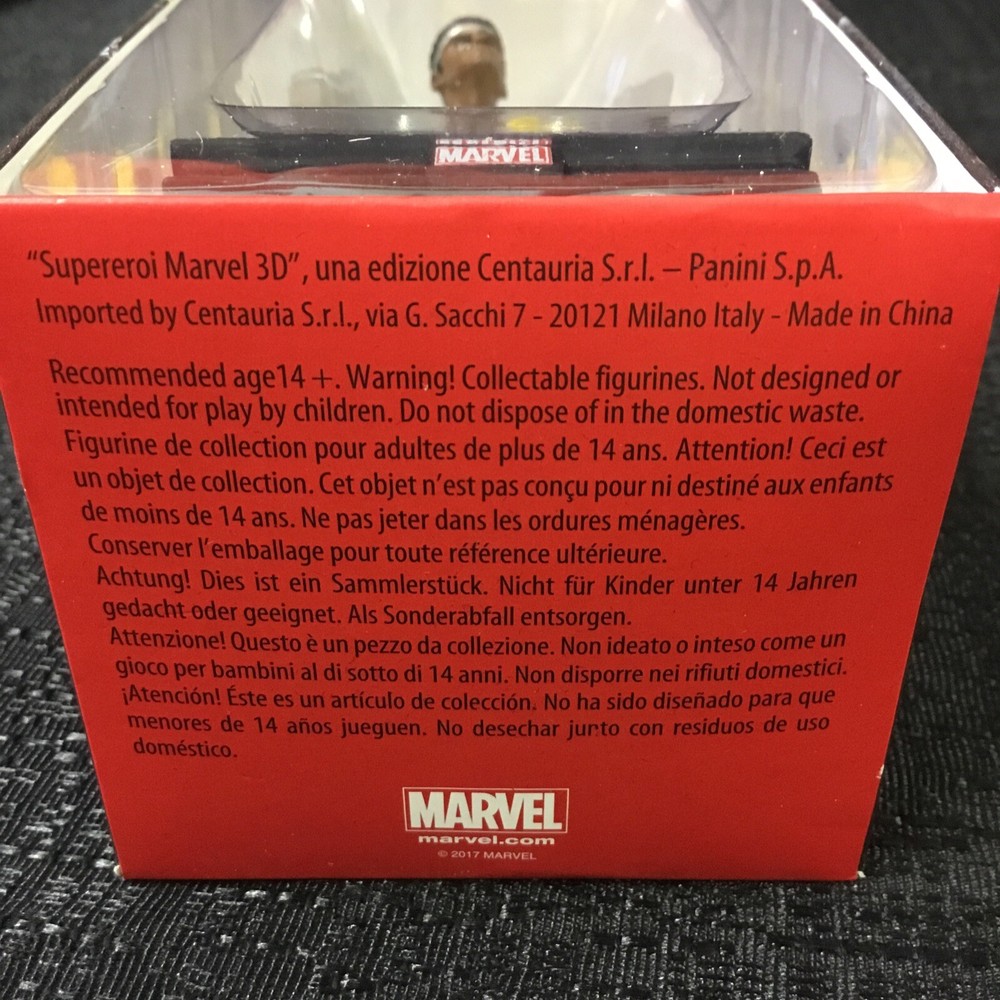 MARVEL
"Supereroi Marvel 3D", una edizione Centauria S.r.l. – Panini S.p.A.
Imported by Centauria S.r.l., via G. Sacchi 7 - 20121 Milano Italy - Made in China
Recommended age14 +. Warning! Collectable figurines. Not designed or
intended for play by children. Do not dispose of in the domestic waste.
Figurine de collection pour adultes de plus de 14 ans. Attention! Ceci est
un objet de collection. Cet objet n'est pas conçu pour ni destiné aux enfants
de moins de 14 ans. Ne pas jeter dans les ordures ménagères.
Conserver l'emballage pour toute référence ultérieure.
Achtung! Dies ist ein Sammlerstück. Nicht für Kinder unter 14 Jahren
gedacht oder geeignet. Als Sonderabfall entsorgen.
Attenzione! Questo è un pezzo da collezione. Non ideato o inteso come un
gioco per bambini al di sotto di 14 anni. Non disporre nei rifiuti domestici.
¡Atención! Éste es un artículo de colección. No ha sido diseñado para que
menores de 14 años jueguen. No desechar junto con residuos de uso
doméstico.
MARVEL
marvel.com
© 2017 MARVEL